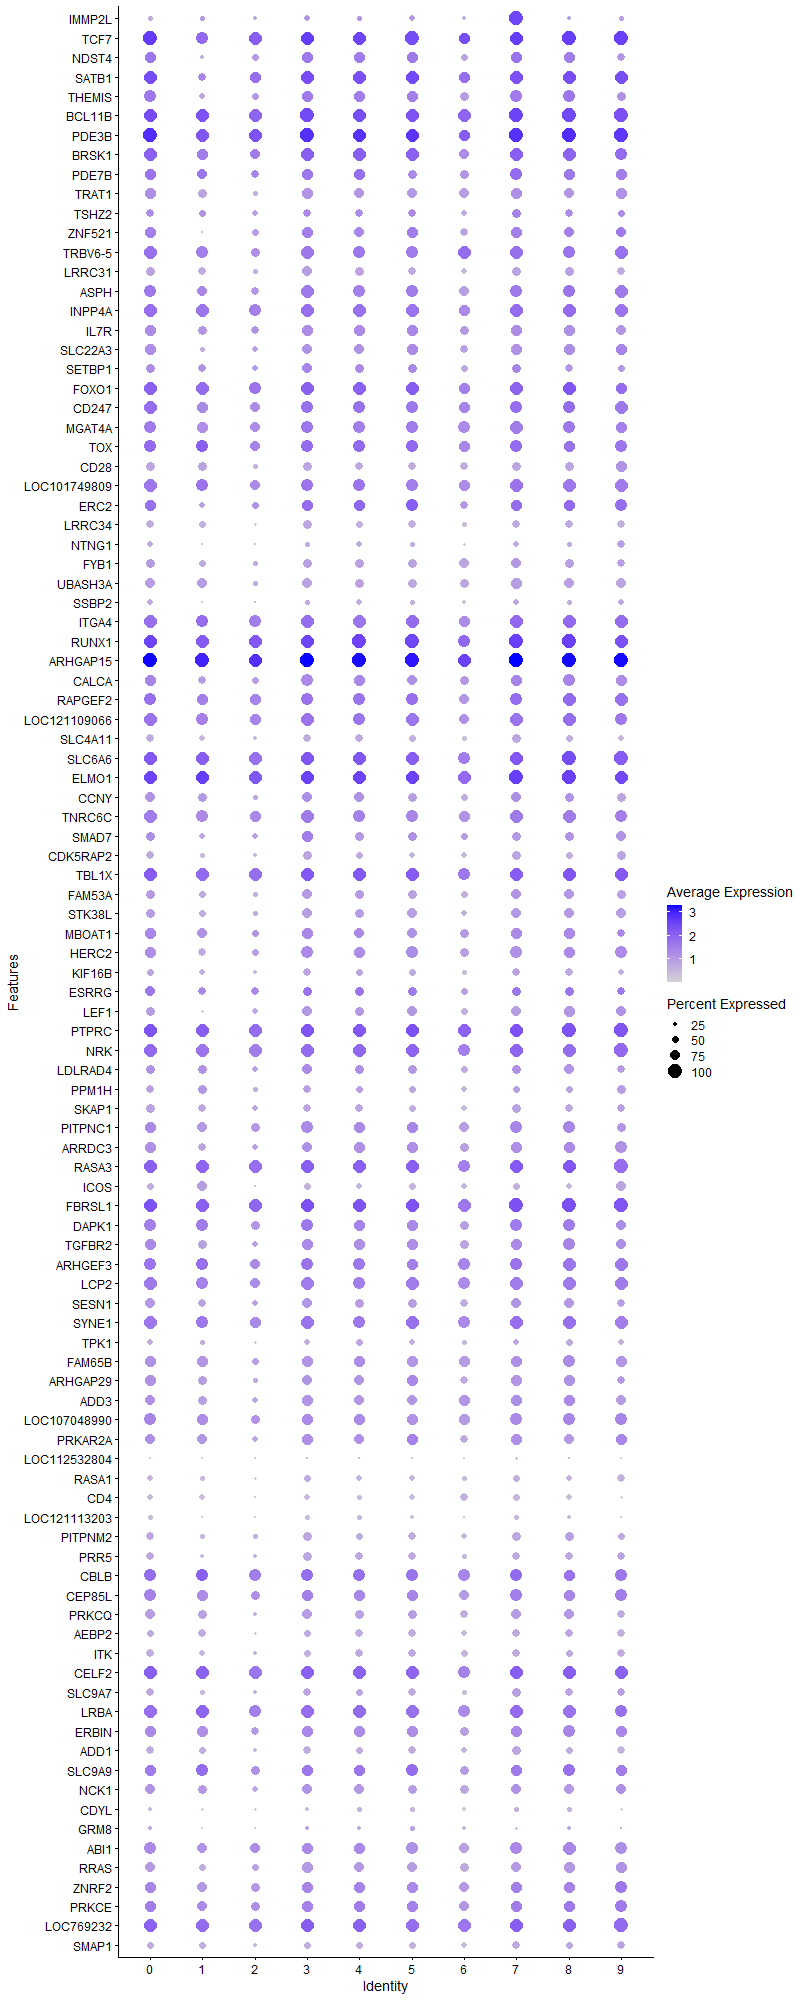 IMMP2L
TCF7
NDST4
SATB1
THEMIS
BCL11B
PDE3B
BRSK1
PDE7B
TRAT1
TSHZ2
ZNF521
TRBV6-5
LRRC31
ASPH
INPP4A
IL7R
SLC22A3
SETBP1
FOXO1
CD247
MGAT4A
TOX
CD28
LOC101749809
ERC2
LRRC34
NTNG1
FYB1
UBASH3A
SSBP2
ITGA4
RUNX1
ARHGAP15
CALCA
RAPGEF2
LOC121109066
SLC4A11
SLC6A6
ELMO1
CCNY
TNRC6C
SMAD7
CDK5RAP2
TBL1X
FAM53A
STK38L
MBOAT1
HERC2
KIF16B
ESRRG
LEF1
PTPRC
NRK
LDLRAD4
PPM1H
SKAP1
PITPNC1
ARRDC3
RASA3
ICOS
FBRSL1
DAPK1
TGFBR2
ARHGEF3
LCP2
SESN1
SYNE1
TPK1
FAM65B
ARHGAP29
ADD3
LOC107048990
PRKAR2A
LOC112532804
RASA1
CD4
LOC121113203
PITPNM2
PRR5
CBLB
CEP85L
PRKCQ
AEBP2
ITK
CELF2
SLC9A7
LRBA
ERBIN
ADD1
SLC9A9
NCK1
CDYL
GRM8
ABI1
RRAS
ZNRF2
PRKCE
LOC769232
SMAP1
0 1 2 3 4 5 6 7 8 9
Identity
Features
Average Expression
3
2
1
Percent Expressed
25
50
75
100